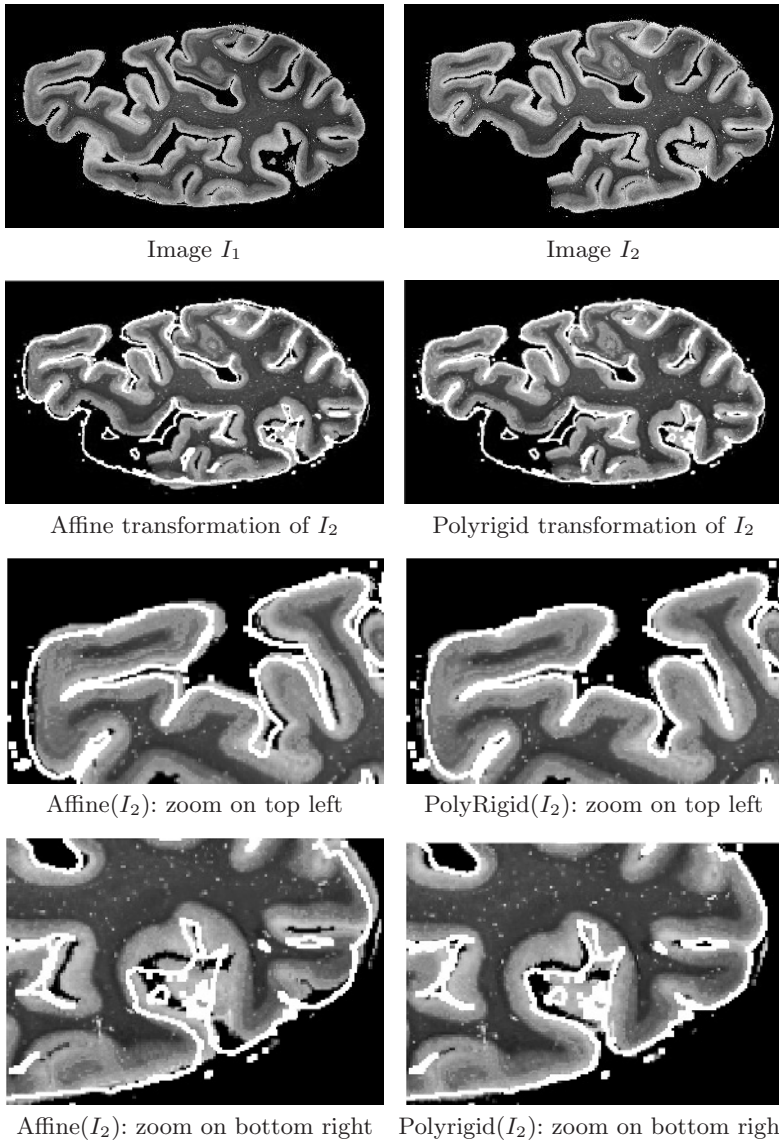 Image I₁
Image I₂
Affine transformation of I₂
Polyrigid transformation of I₂
Affine(I₂): zoom on top left
PolyRigid(I₂): zoom on top left
Affine(I₂): zoom on bottom right
Polyrigid(I₂): zoom on bottom righ